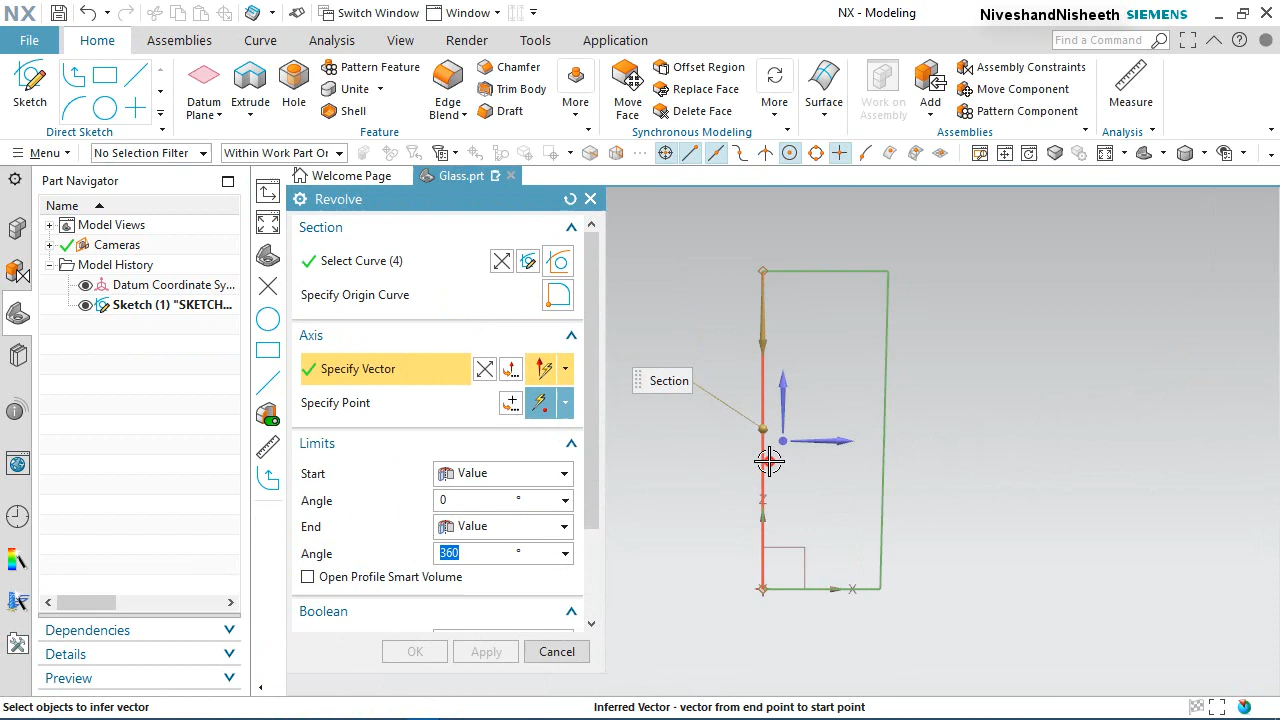 NX Switch Window Window NX - Modeling NiveshandNisheeth SIEMENS
File Home Assemblies Curve Analysis View Render Tools Application Find a Command
Sketch
Direct Sketch
Datum Plane
Extrude
Hole
Pattern Feature
Unite
Shell
Edge Blend
Chamfer
Trim Body
Draft
More
Feature
Move Face
Offset Region
Replace Face
Delete Face
More
Synchronous Modeling
Surface
Work on Assembly
Add
Assembly Constraints
Move Component
Pattern Component
Assemblies
Measure
Analysis
Menu No Selection Filter Within Work Part Or
Part Navigator
Name
Model Views
Cameras
Model History
Datum Coordinate Sy...
Sketch (1) "SKETCH...
Dependencies
Details
Preview
Welcome Page Glass.prt
Revolve
Section
Select Curve (4)
Specify Origin Curve
Axis
Specify Vector
Specify Point
Limits
Start Value
Angle 0 °
End Value
Angle 360 °
Open Profile Smart Volume
Boolean
OK Apply Cancel
Section
Z
X
Select objects to infer vector Inferred Vector - vector from end point to start point